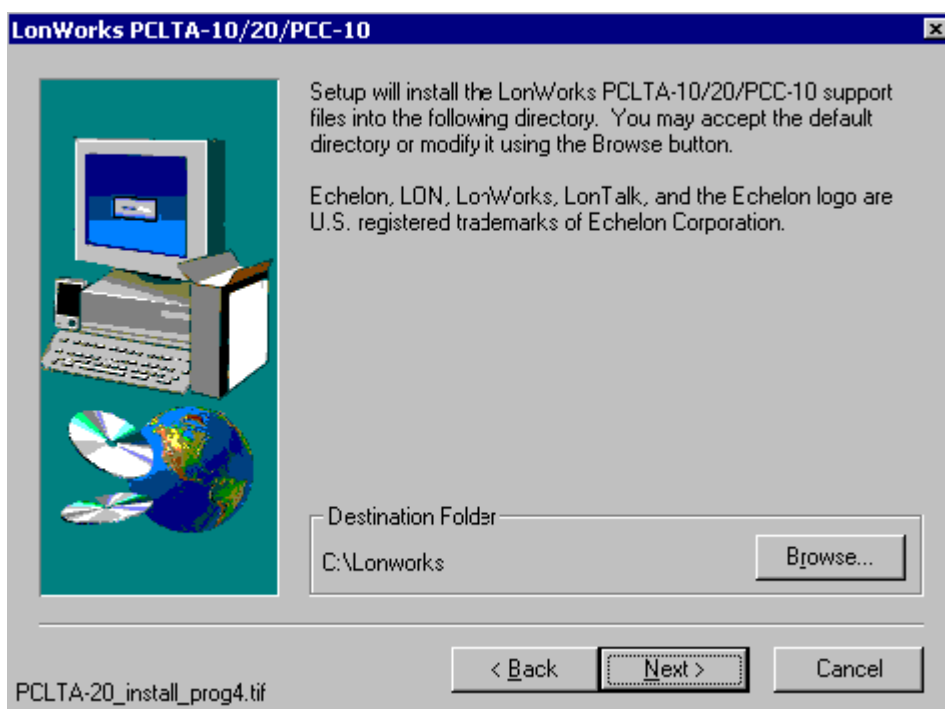 LonWorks PCLTA-10/20/PCC-10
Setup will install the LonWorks PCLTA-10/20/PCC-10 support
files into the following directory. You may accept the default
directory or modify it using the Browse button.
Echelon, LON, LonWorks, LonTalk, and the Echelon logo are
U.S. registered trademarks of Echelon Corporation.
Destination Folder
C:\Lonworks
Browse...
< Back
Next >
Cancel
PCLTA-20_install_prog4.tif